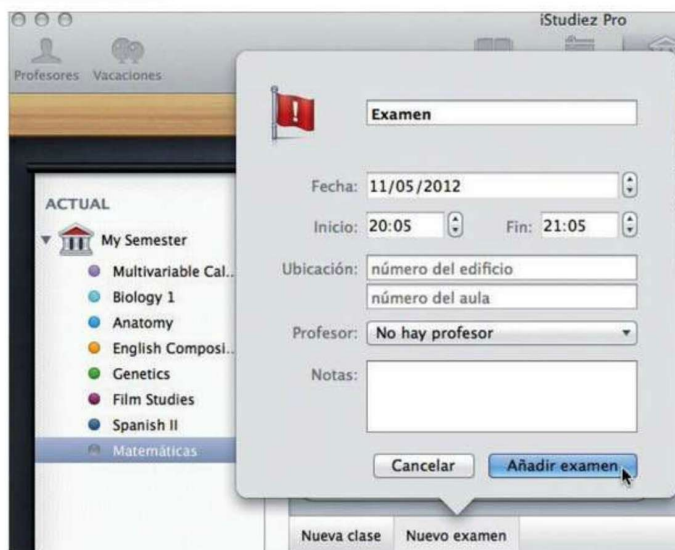 iStudiez Pro
Profesores Vacaciones
Examen
Fecha: 11/05/2012
Inicio: 20:05 Fin: 21:05
Ubicación: número del edificio
número del aula
Profesor: No hay profesor
Notas:
Cancelar Añadir examen
ACTUAL
My Semester
Multivariable Cal..
Biology 1
Anatomy
English Composi..
Genetics
Film Studies
Spanish II
Matemáticas
Nueva clase Nuevo examen